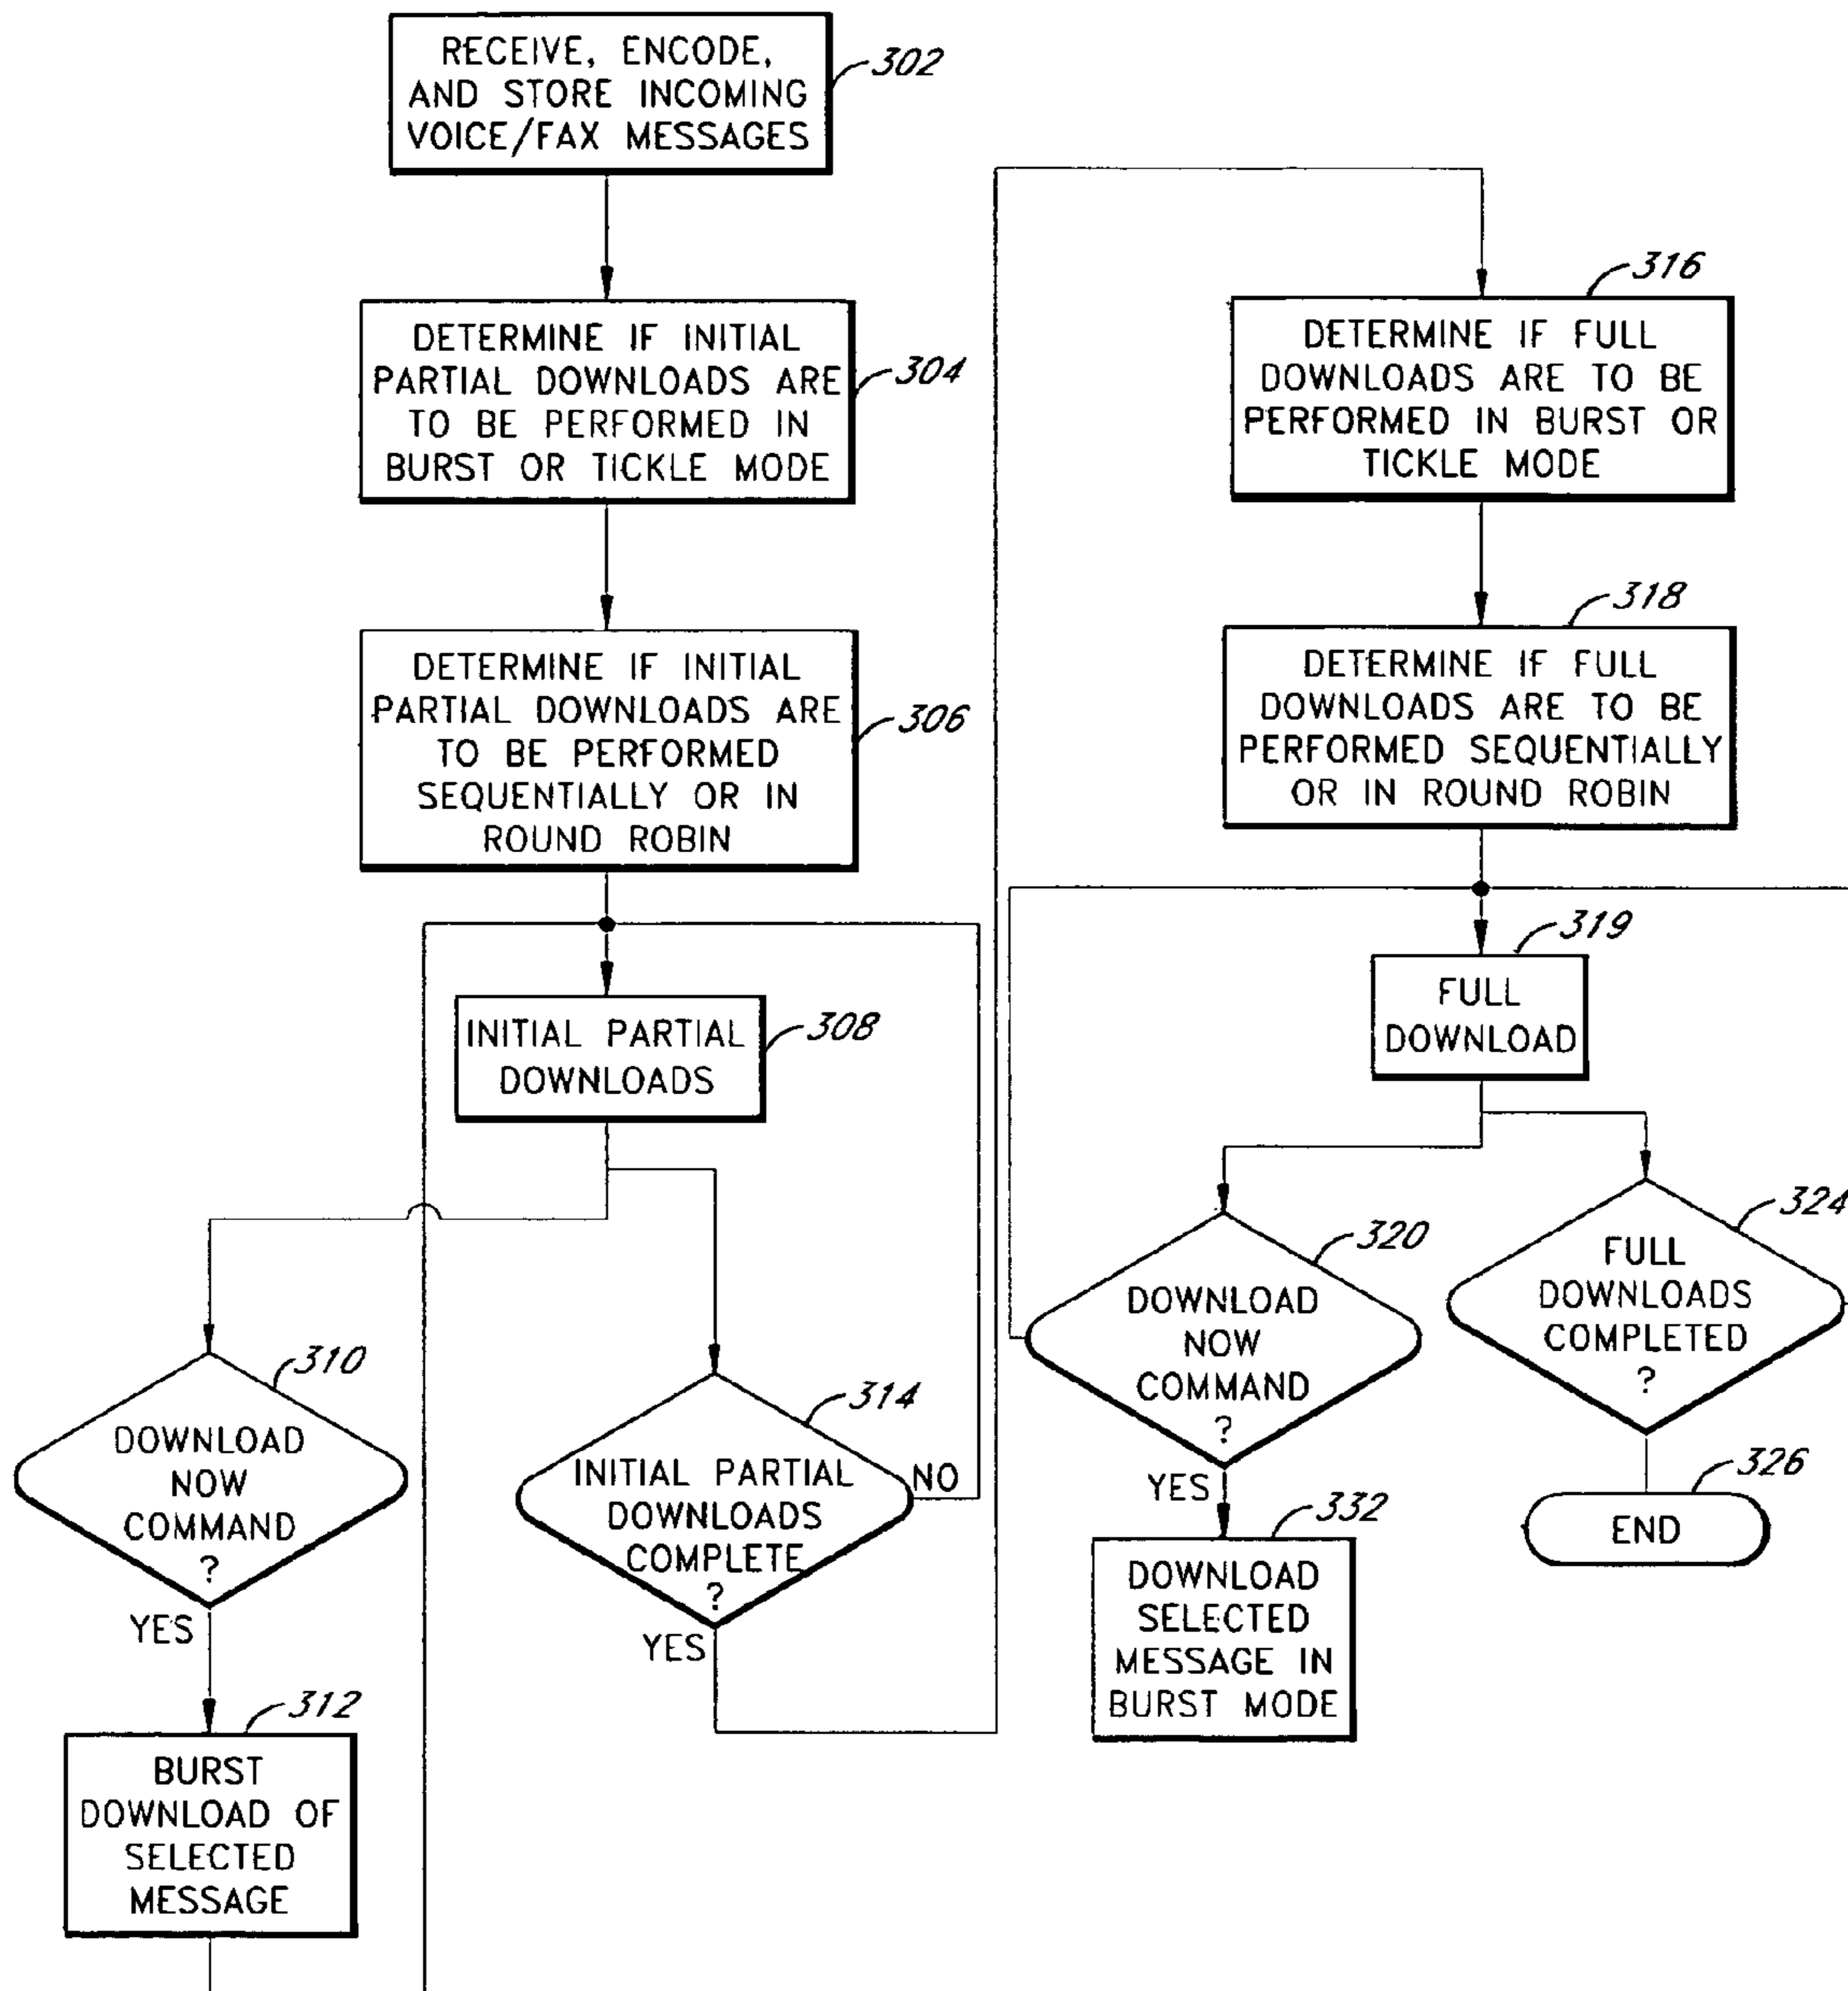 RECEIVE, ENCODE,
AND STORE INCOMING
VOICE/FAX MESSAGES
302
DETERMINE IF INITIAL
PARTIAL DOWNLOADS ARE
TO BE PERFORMED IN
BURST OR TICKLE MODE
304
DETERMINE IF INITIAL
PARTIAL DOWNLOADS ARE
TO BE PERFORMED
SEQUENTIALLY OR IN
ROUND ROBIN
306
INITIAL PARTIAL
DOWNLOADS
308
310
DOWNLOAD
NOW
COMMAND
?
YES
312
BURST
DOWNLOAD OF
SELECTED
MESSAGE
314
INITIAL PARTIAL
DOWNLOADS
COMPLETE
?
NO
YES
316
DETERMINE IF FULL
DOWNLOADS ARE TO BE
PERFORMED IN BURST OR
TICKLE MODE
318
DETERMINE IF FULL
DOWNLOADS ARE TO BE
PERFORMED SEQUENTIALLY
OR IN ROUND ROBIN
319
FULL
DOWNLOAD
320
DOWNLOAD
NOW
COMMAND
?
YES
332
DOWNLOAD
SELECTED
MESSAGE IN
BURST MODE
324
FULL
DOWNLOADS
COMPLETED
?
326
END